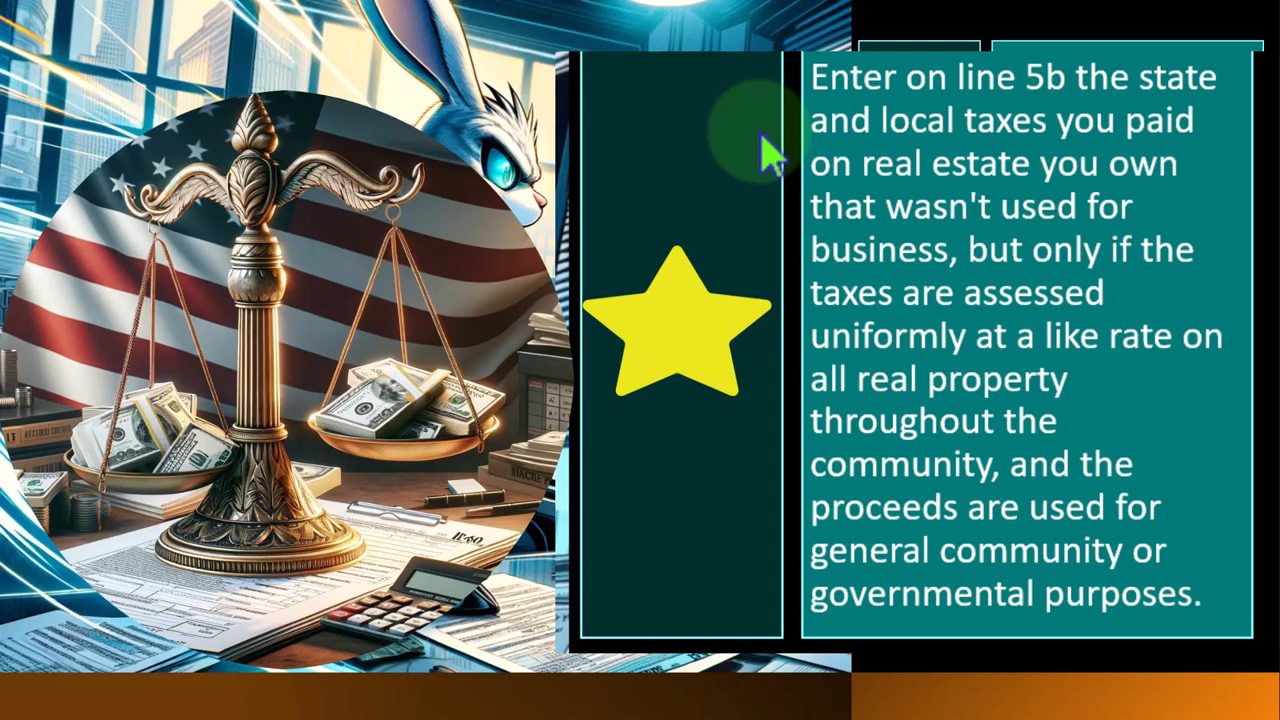 Enter on line 5b the state
and local taxes you paid
on real estate you own
that wasn't used for
business, but only if the
taxes are assessed
uniformly at a like rate on
all real property
throughout the
community, and the
proceeds are used for
general community or
governmental purposes.